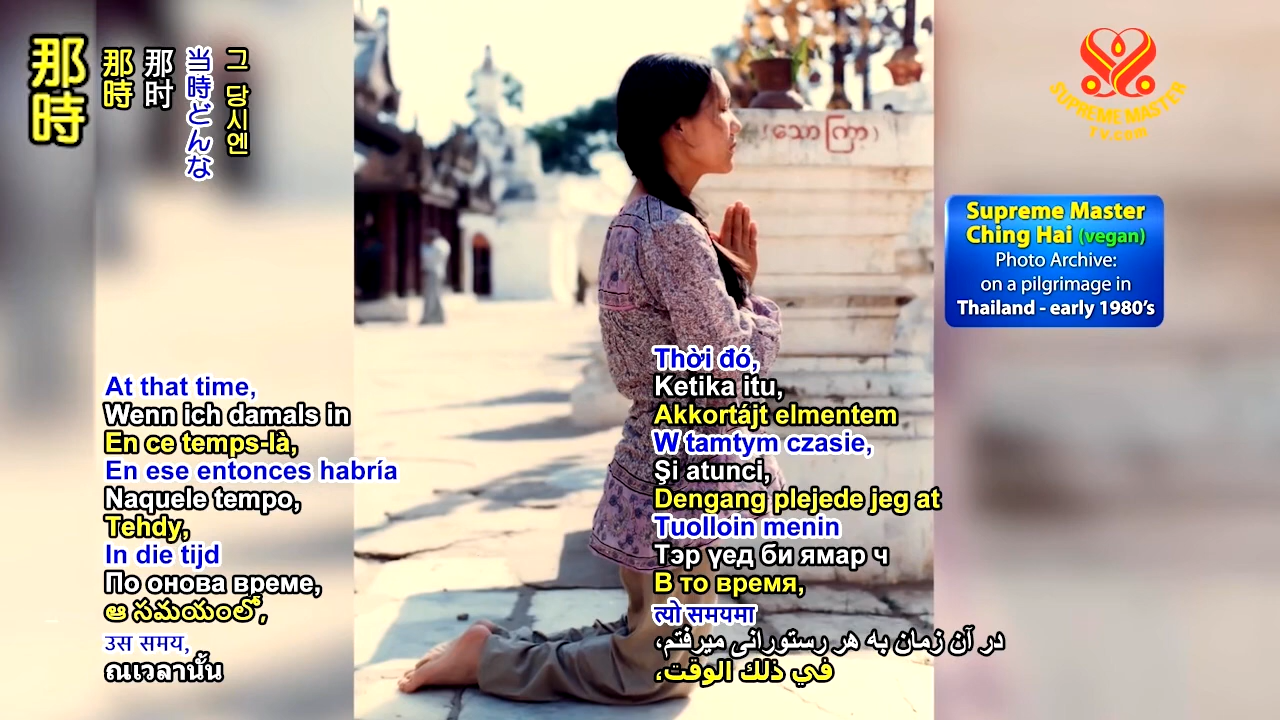 那時
那時
那时
当時どんな
그 당시엔
(သောကြာ)
SUPREME MASTER
TV.com
Supreme Master
Ching Hai (vegan)
Photo Archive:
on a pilgrimage in
Thailand - early 1980's
At that time,
Wenn ich damals in
En ce temps-là,
En ese entonces habría
Naquele tempo,
Tehdy,
In die tijd
По онова време,
ఆ సమయంలో,
उस समय,
ณเวลานั้น
Thời đó,
Ketika itu,
Akkortájt elmentem
W tamtym czasie,
Şi atunci,
Dengang plejede jeg at
Tuolloin menin
Тэр үед би ямар ч
В то время,
त्यो समयमा
در آن زمان به هر رستورانی میرفتم،
في ذلك الوقت،